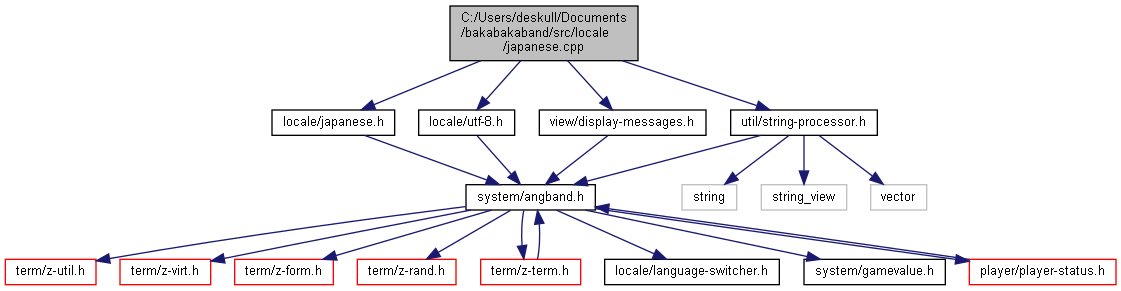 C:/Users/deskull/Documents
/bakabakaband/src/locale
/japanese.cpp
locale/japanese.h
locale/utf-8.h
view/display-messages.h
util/string-processor.h
system/angband.h
string
string_view
vector
term/z-util.h
term/z-virt.h
term/z-form.h
term/z-rand.h
term/z-term.h
locale/language-switcher.h
system/gamevalue.h
player/player-status.h